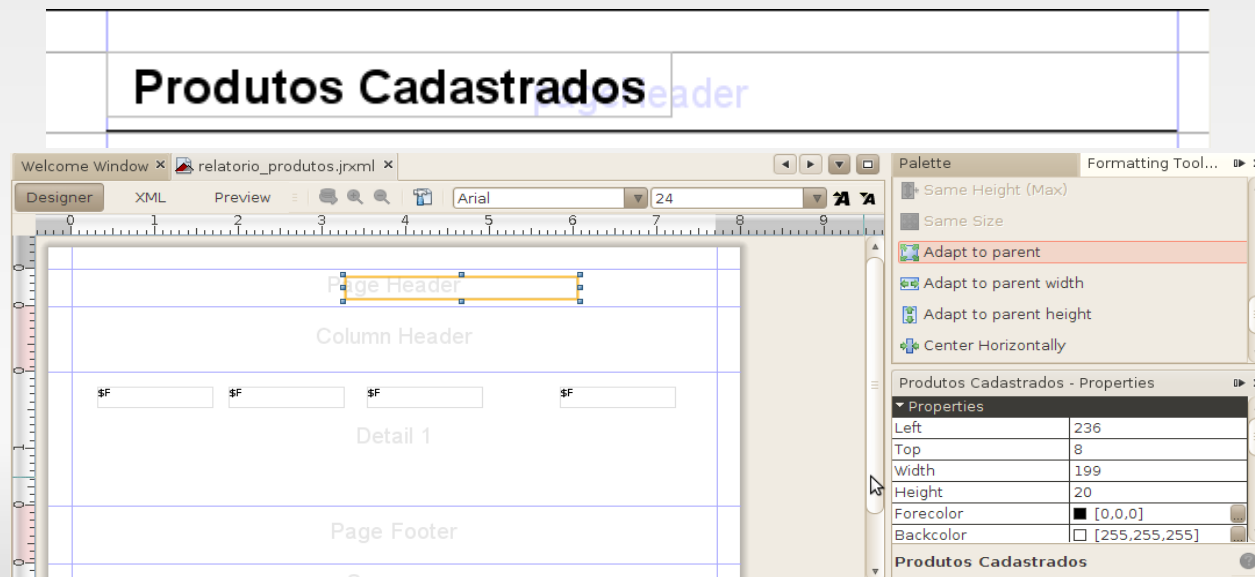 Produtos Cadastrados
pageHeader
Welcome Window × relatorio_produtos.jrxml ×
Palette Formatting Tool...
Designer XML Preview Arial 24
0 1 2 3 4 5 6 7 8 9
Same Height (Max)
Same Size
Adapt to parent
Adapt to parent width
Adapt to parent height
Center Horizontally
Page Header
Column Header
$F $F $F $F
Detail 1
Page Footer
Produtos Cadastrados - Properties
Properties
Left 236
Top 8
Width 199
Height 20
Forecolor [0,0,0] ...
Backcolor [255,255,255] ...
Produtos Cadastrados